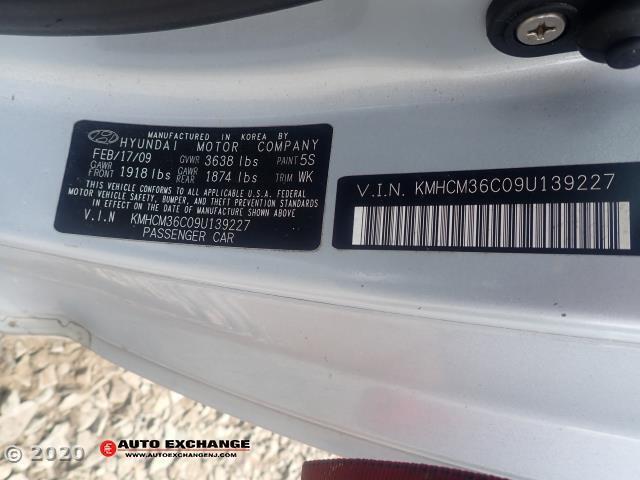 MANUFACTURED IN KOREA BY
HYUNDAI MOTOR COMPANY
FEB/17/09 GVWR 3638 lbs PAINT 5S
GAWR FRONT 1918 lbs GAWR REAR 1874 lbs TRIM WK
THIS VEHICLE CONFORMS TO ALL APPLICABLE U.S.A. FEDERAL
MOTOR VEHICLE SAFETY, BUMPER, AND THEFT PREVENTION STANDARDS
IN EFFECT ON THE DATE OF MANUFACTURE SHOWN ABOVE.
V.I.N KMHCM36C09U139227
PASSENGER CAR
V.I.N. KMHCM36C09U139227
© 2020
AUTO EXCHANGE
WWW.AUTOEXCHANGENJ.COM